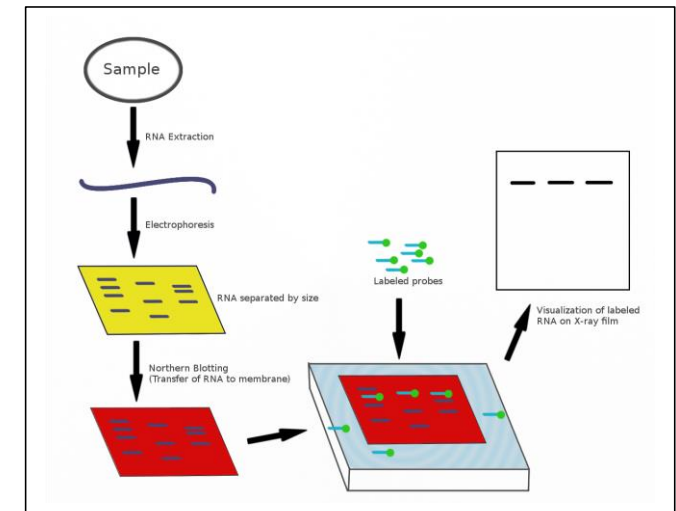 Sample
RNA Extraction
Electrophoresis
RNA separated by size
Northern Blotting
(Transfer of RNA to membrane)
Labeled probes
Visualization of labeled
RNA on X-ray film